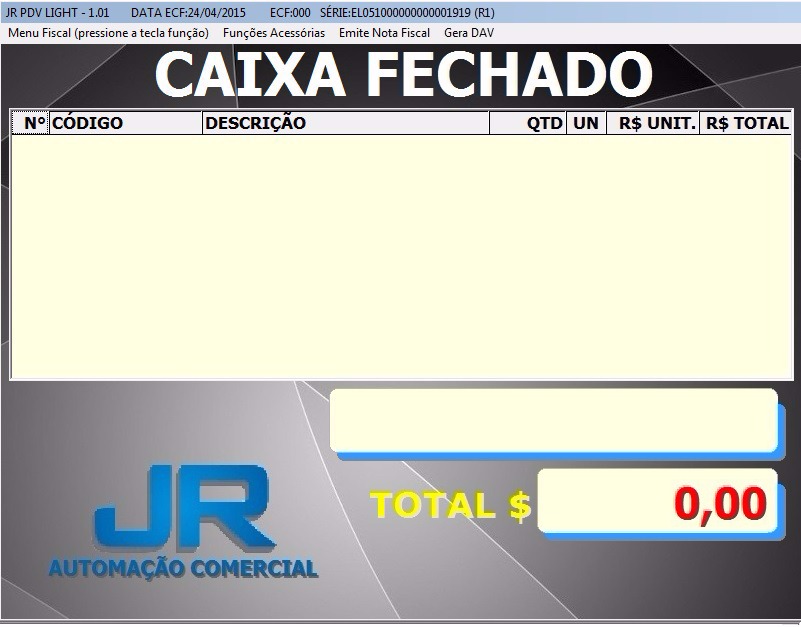 JR PDV LIGHT - 1.01 DATA ECF:24/04/2015 ECF:000 SÉRIE:EL051000000000001919 (R1)
Menu Fiscal (pressione a tecla função) Funções Acessórias Emite Nota Fiscal Gera DAV
CAIXA FECHADO
Nº CÓDIGO DESCRIÇÃO QTD UN R$ UNIT. R$ TOTAL
TOTAL $ 0,00
JR
AUTOMAÇÃO COMERCIAL